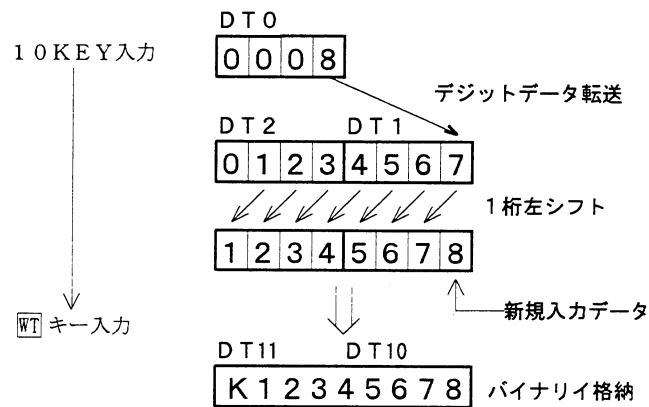 DT0
10KEY入力
0008
デジットデータ転送
DT2 DT1
01234567
1桁左シフト
12345678
新規入力データ
WTキー入力
DT11 DT10
K12345678
バイナリイ格納